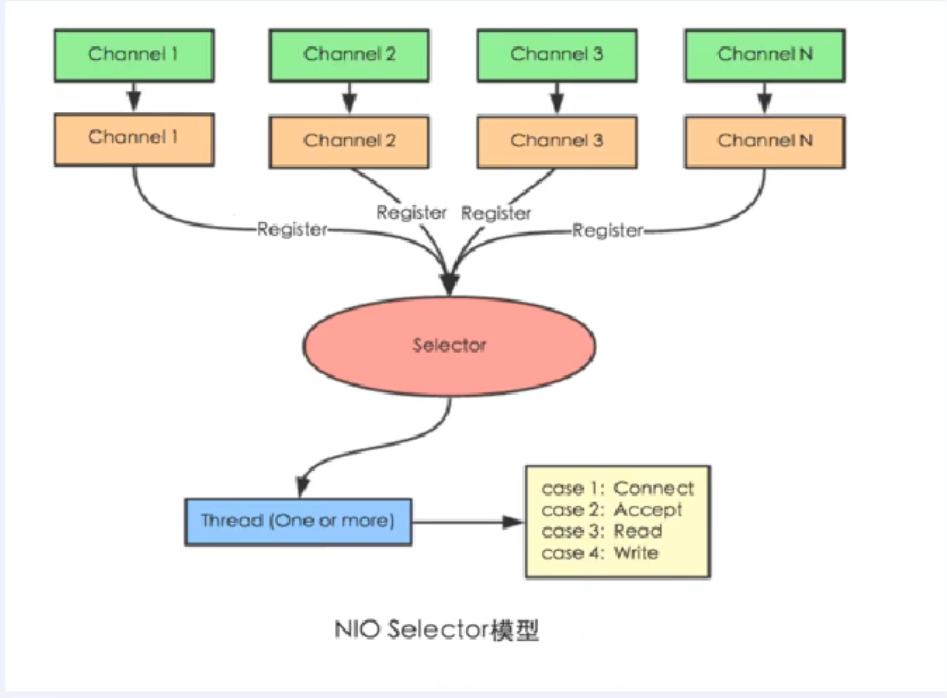 Channel 1
Channel 2
Channel 3
Channel N
Channel 1
Channel 2
Channel 3
Channel N
Register
Register
Register
Register
Selector
Thread (One or more)
case 1: Connect
case 2: Accept
case 3: Read
case 4: Write
NIO Selector模型